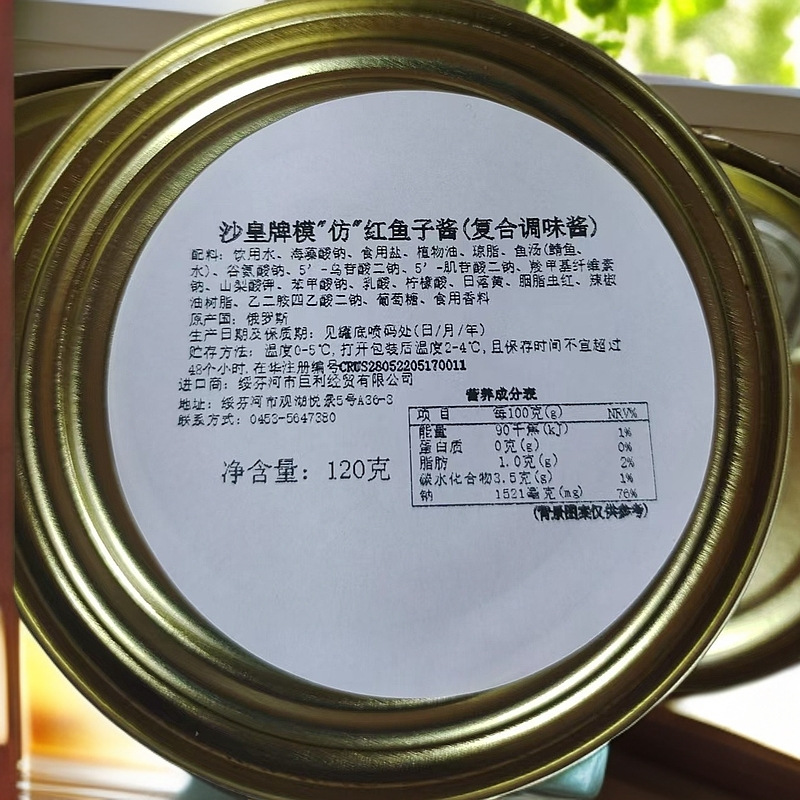 沙皇牌模"仿"红鱼子酱(复合调味酱)
配料: 饮用水、海藻酸钠、食用盐、植物油、琼脂、鱼汤(鲱鱼、
水)、谷氨酸钠、5'-鸟苷酸二钠、5'-肌苷酸二钠、羧甲基纤维素
钠、山梨酸钾、苯甲酸钠、乳酸、柠檬酸、日落黄、胭脂虫红、辣椒
油树脂、乙二胺四乙酸二钠、葡萄糖、食用香料
原产国: 俄罗斯
生产日期及保质期: 见罐底喷码处(日/月/年)
贮存方法: 温度0-5℃,打开包装后温度2-4℃,且保存时间不宜超过
48个小时,在华注册编号CRUS28052205170011
进口商: 绥芬河市巨利经贸有限公司
地址: 绥芬河市观湖悦景5号A36-3
联系方式: 0453-5647380
净含量: 120克
营养成分表
项目 每100克(g) NRV%
能量 90千焦(kJ) 1%
蛋白质 0克(g) 0%
脂肪 1.0克(g) 2%
碳水化合物 3.5克(g) 1%
钠 1521毫克(mg) 76%
(背景图案仅供参考)